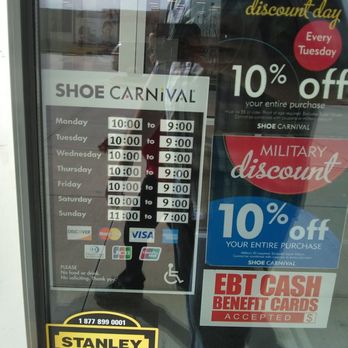 discount day
Every
Tuesday
10% off
your entire purchase
SHOE CARNIVAL
SHOE CARNiVAL
Monday 10:00 to 9:00
Tuesday 10:00 to 9:00
Wednesday 10:00 to 9:00
Thursday 10:00 to 9:00
Friday 10:00 to 9:00
Saturday 10:00 to 9:00
Sunday 11:00 to 7:00
DISCOVER
VISA
JCB
PLEASE
No food or drink.
No soliciting. Thank you.
MILITARY
discount
10% off
YOUR ENTIRE PURCHASE
SHOE CARNIVAL
EBT CASH
BENEFIT CARDS
ACCEPTED
1 877 899 0001
STANLEY